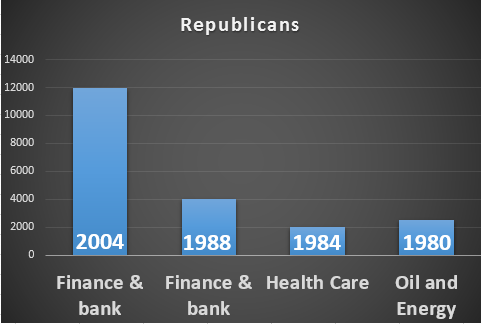 Republicans
14000
12000
10000
8000
6000
4000
2000
0
2004
1988
1984
1980
Finance &
bank
Finance &
bank
Health Care
Oil and
Energy